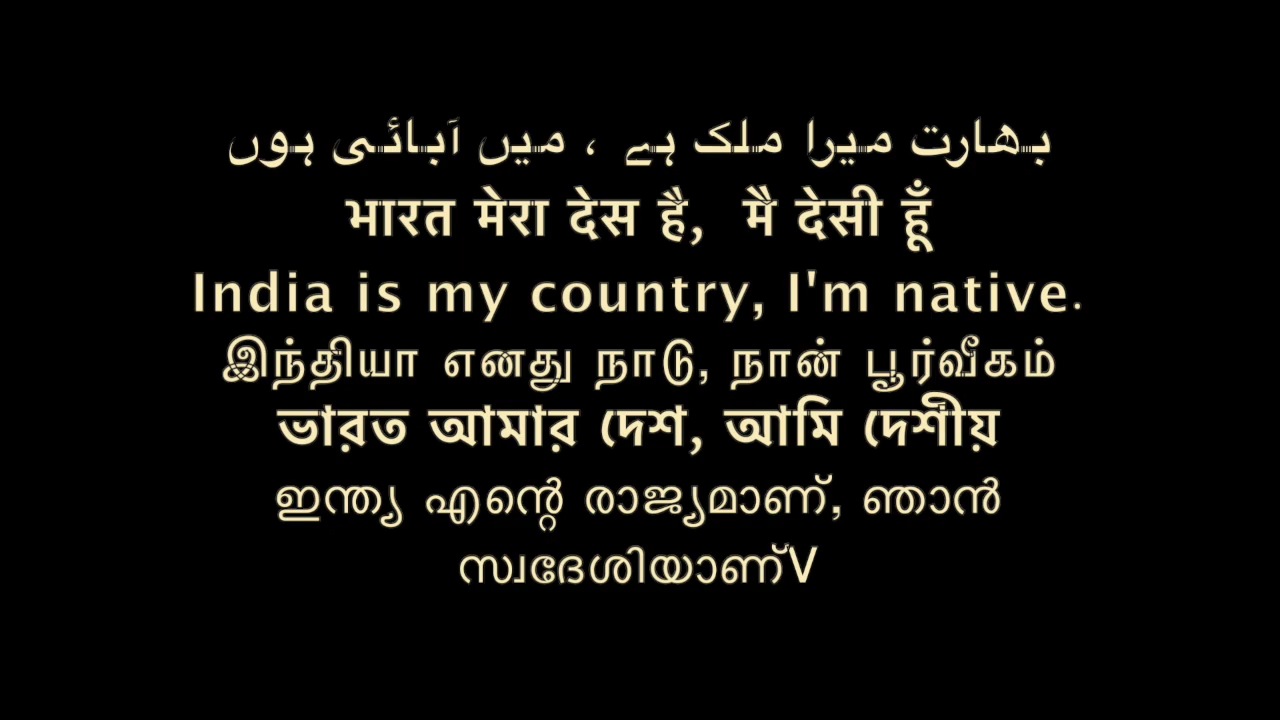 بھارت میرا ملک ہے ، میں آبائی ہوں
भारत मेरा देस है, मै देसी हूँ
India is my country, I'm native.
இந்தியா எனது நாடு, நான் பூர்வீகம்
ভারত আমার দেশ, আমি দেশীয়
ഇന്ത്യ എന്റെ രാജ്യമാണ്, ഞാൻ
സ്വദേശിയാണ്V